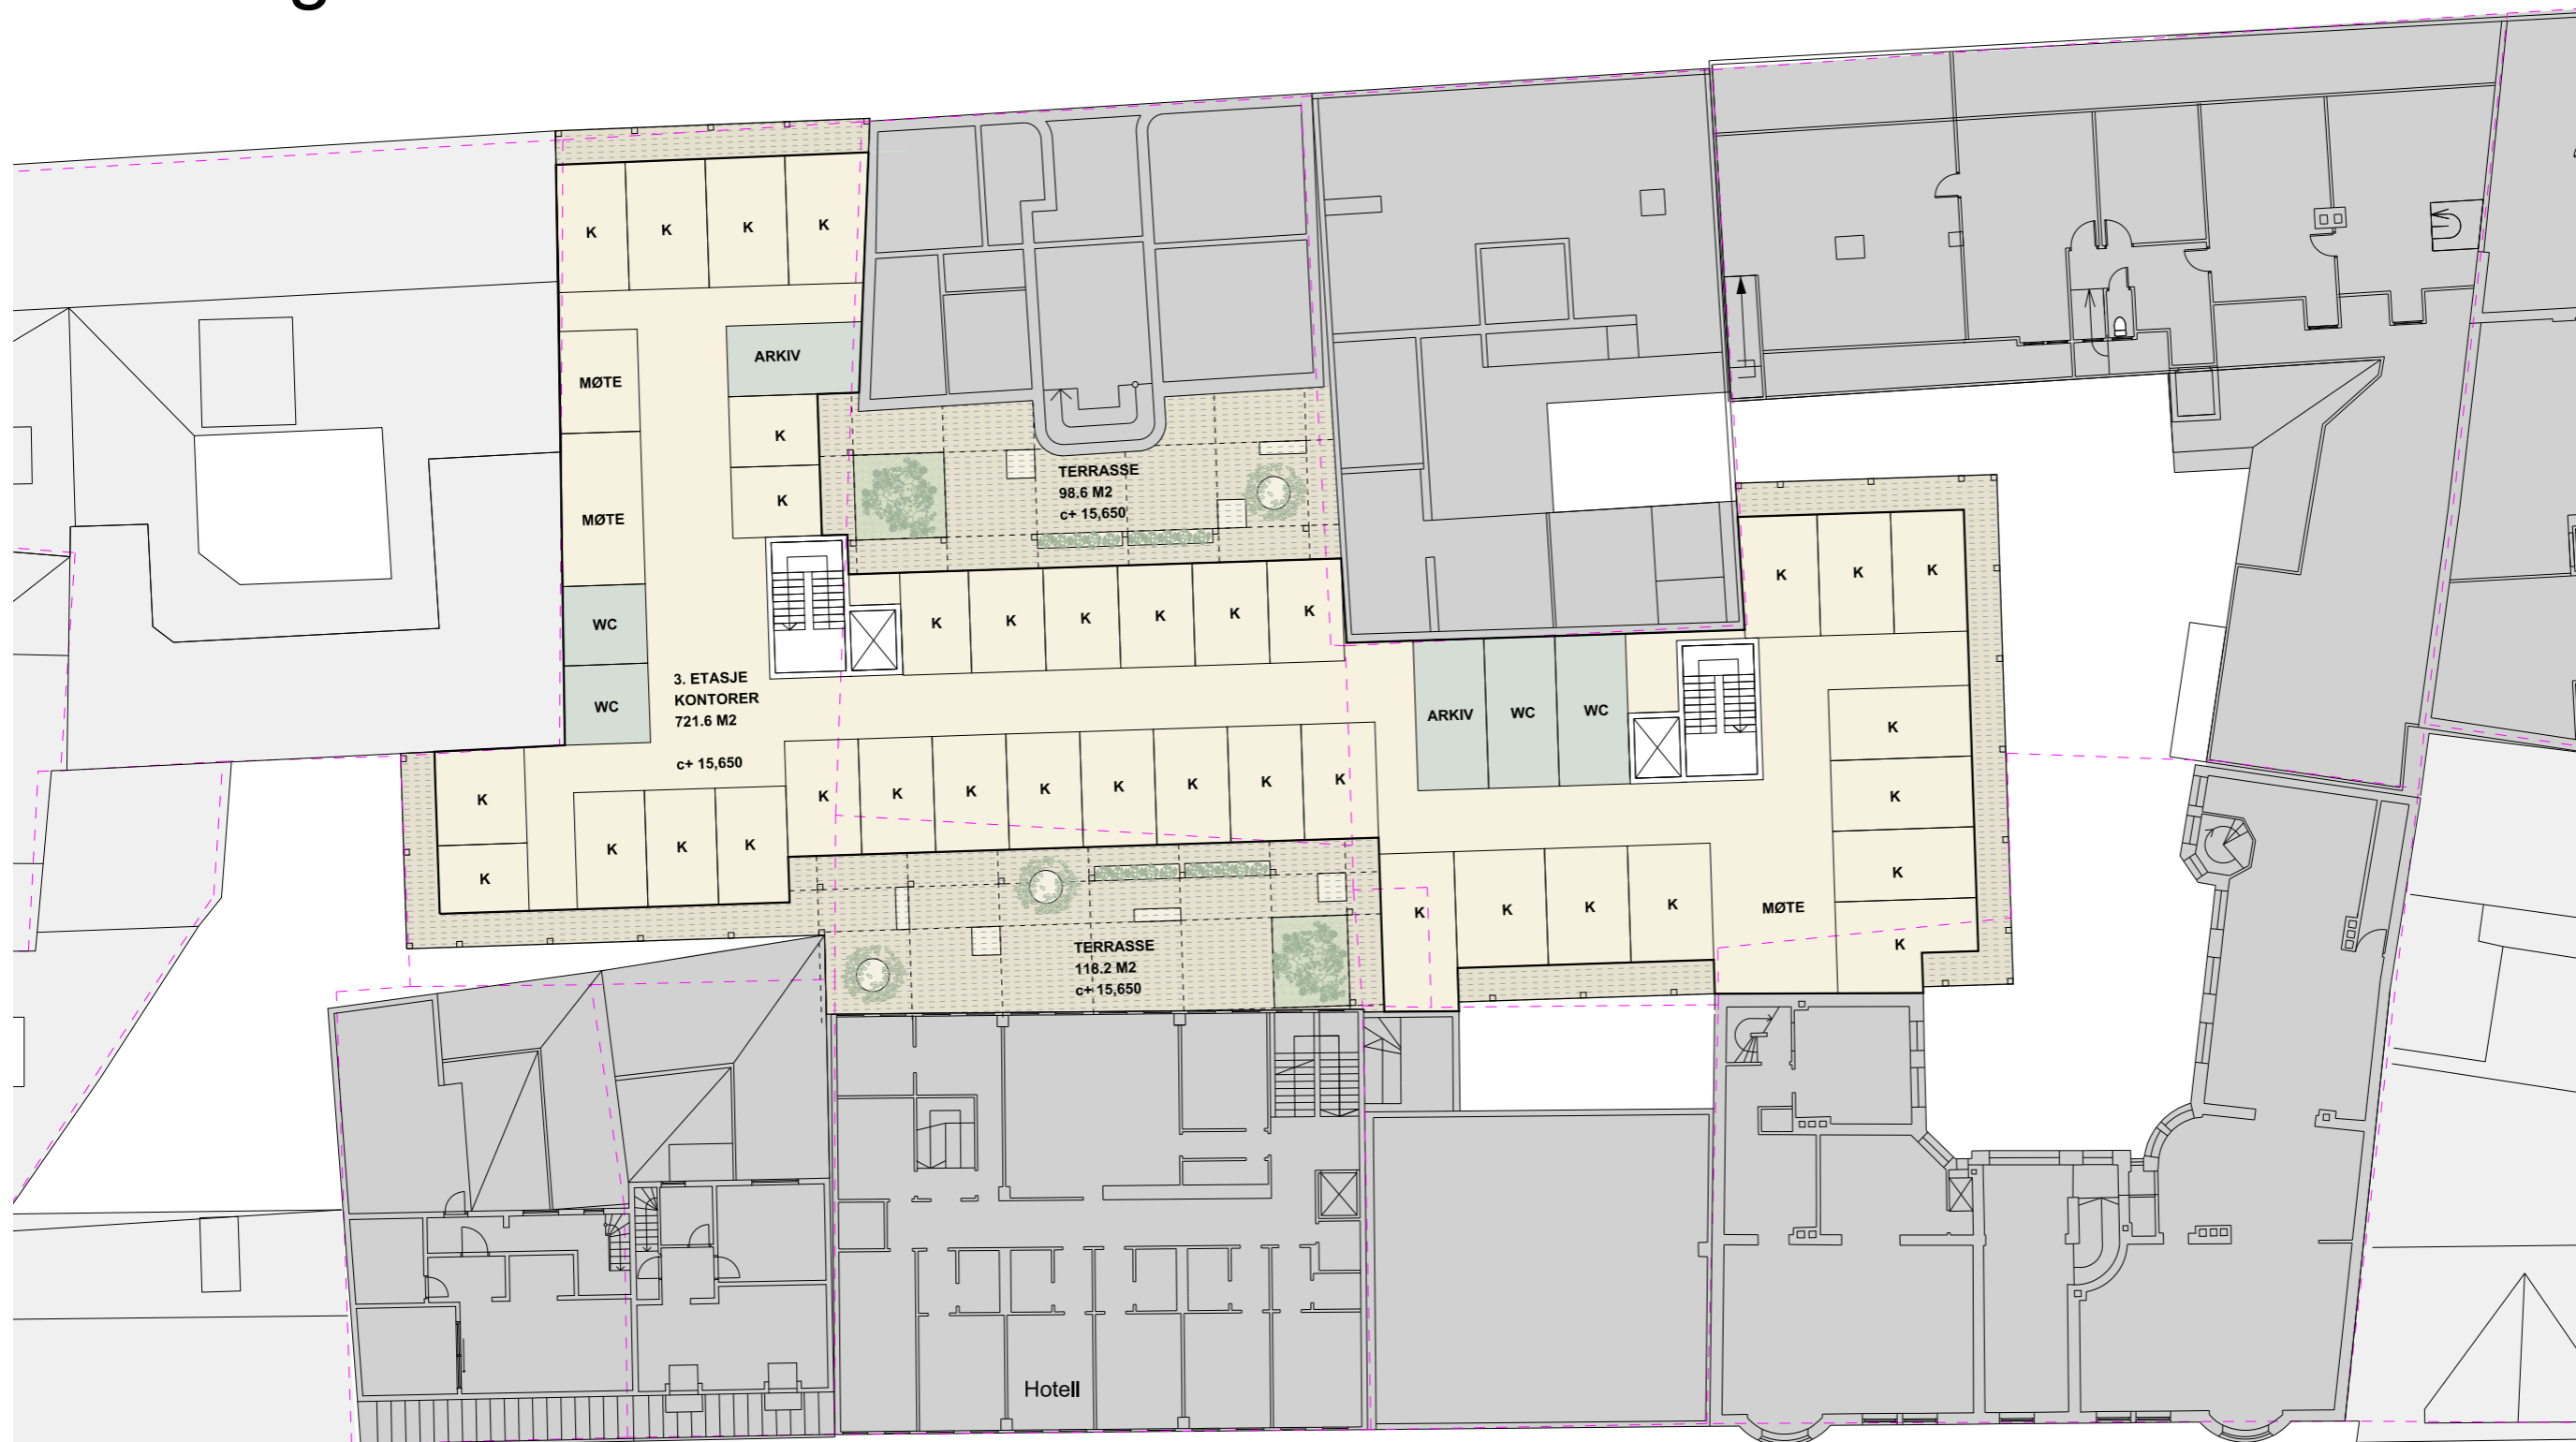 g
K K K K
ARKIV
MØTE
K
K
MØTE
WC
WC
TERRASSE
98.6 M2
c+ 15,650
K K K K K K
K K K
3. ETASJE
KONTORER
721.6 M2
c+ 15,650
ARKIV WC WC
K
K
K
K
K
K
K K K
K K K K K K K K
K K K K
MØTE
TERRASSE
118.2 M2
c+ 15,650
Hotell